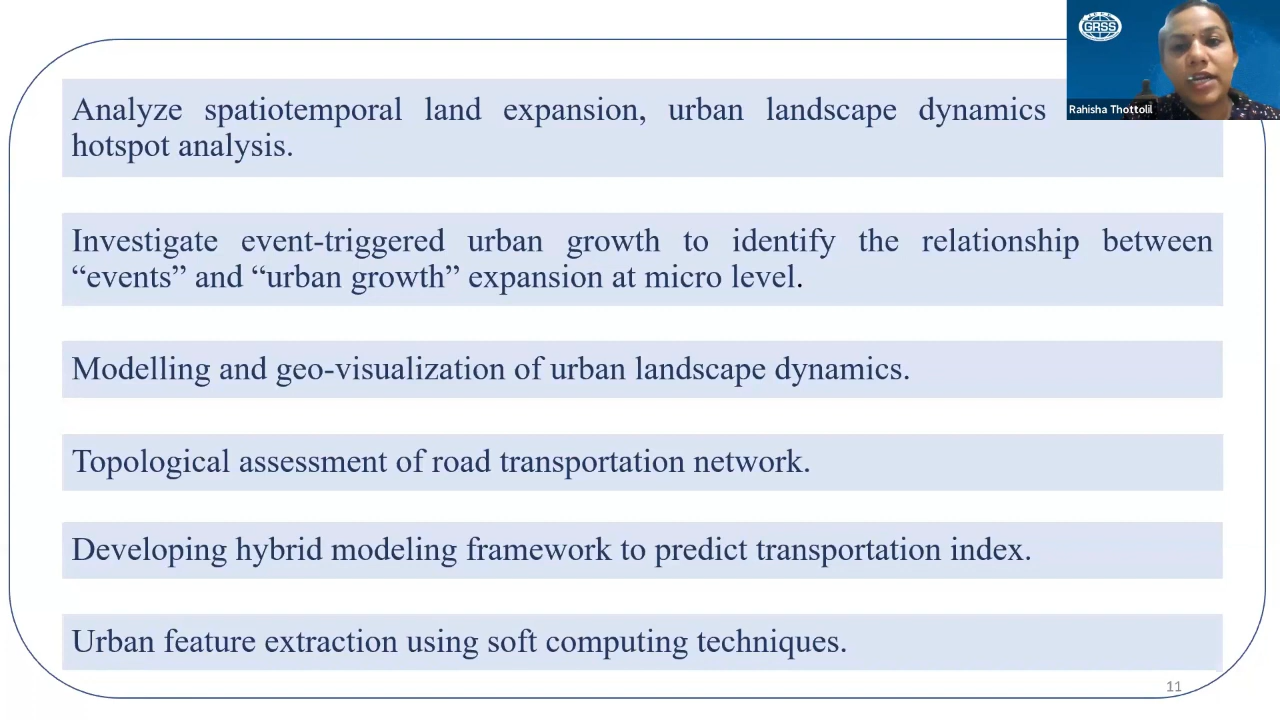 GRSS
Rahisha Thottolil
Analyze spatiotemporal land expansion, urban landscape dynamics
hotspot analysis.
Investigate event-triggered urban growth to identify the relationship between
“events” and “urban growth” expansion at micro level.
Modelling and geo-visualization of urban landscape dynamics.
Topological assessment of road transportation network.
Developing hybrid modeling framework to predict transportation index.
Urban feature extraction using soft computing techniques.
11